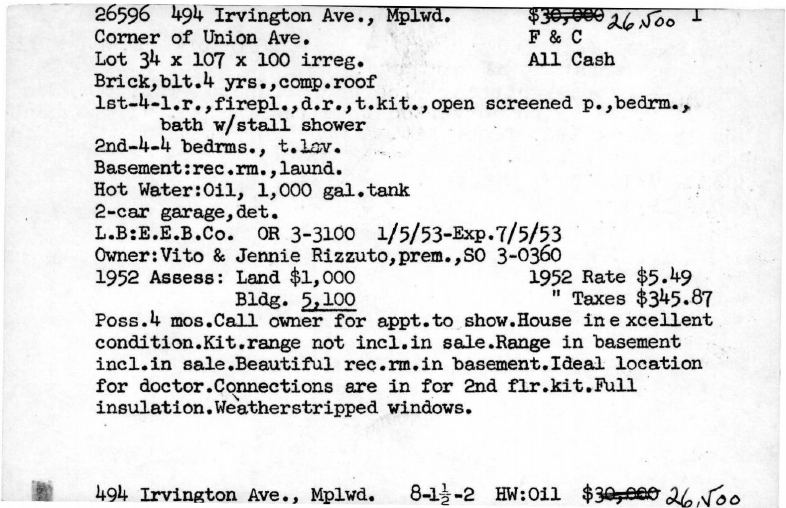 26596 494 Irvington Ave., Mplwd. $30,000 26,500 1
Corner of Union Ave. F & C
Lot 34 x 107 x 100 irreg. All Cash
Brick,blt.4 yrs.,comp.roof
1st-4-l.r.,firepl.,d.r.,t.kit.,open screened p.,bedrm.,
bath w/stall shower
2nd-4-4 bedrms., t.lav.
Basement:rec.rm.,laund.
Hot Water:Oil, 1,000 gal.tank
2-car garage,det.
L.B:E.E.B.Co. OR 3-3100 1/5/53-Exp.7/5/53
Owner:Vito & Jennie Rizzuto,prem.,SO 3-0360
1952 Assess: Land $1,000 1952 Rate $5.49
Bldg. 5,100 " Taxes $345.87
Poss.4 mos.Call owner for appt.to show.House in e xcellent
condition.Kit.range not incl.in sale.Range in basement
incl.in sale.Beautiful rec.rm.in basement.Ideal location
for doctor.Connections are in for 2nd flr.kit.Full
insulation.Weatherstripped windows.
494 Irvington Ave., Mplwd. 8-1½-2 HW:Oil $30,000 26,500